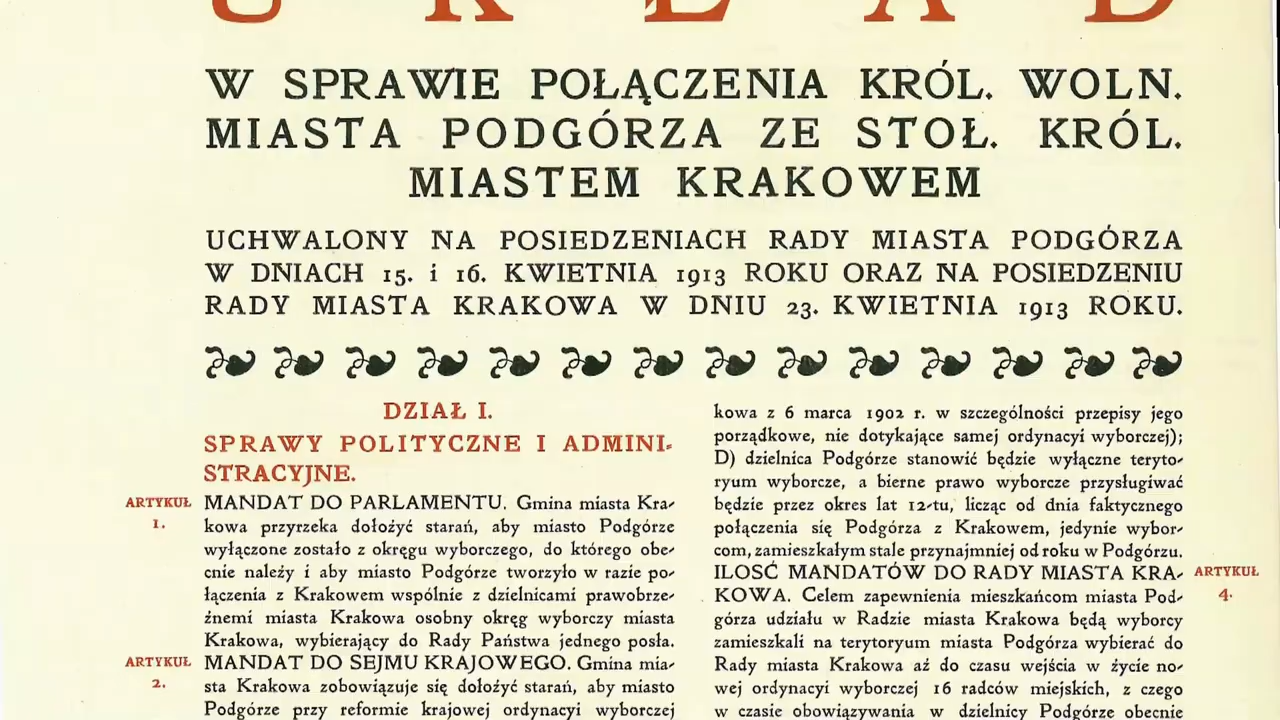 UKŁAD
W SPRAWIE POŁĄCZENIA KRÓL. WOLN.
MIASTA PODGÓRZA ZE STOŁ. KRÓL.
MIASTEM KRAKOWEM
UCHWALONY NA POSIEDZENIACH RADY MIASTA PODGÓRZA
W DNIACH 15. i 16. KWIETNIA 1913 ROKU ORAZ NA POSIEDZENIU
RADY MIASTA KRAKOWA W DNIU 23. KWIETNIA 1913 ROKU.
DZIAŁ I.
SPRAWY POLITYCZNE I ADMINI-
STRACYJNE.
ARTYKUŁ
1.
MANDAT DO PARLAMENTU. Gmina miasta Kra-
kowa przyrzeka dołożyć starań, aby miasto Podgórze
wyłączone zostało z okręgu wyborczego, do którego obe-
cnie należy i aby miasto Podgórze tworzyło w razie po-
łączenia z Krakowem wspólnie z dzielnicami prawobrze-
żnemi miasta Krakowa osobny okręg wyborczy miasta
Krakowa, wybierający do Rady Państwa jednego posła.
ARTYKUŁ
2.
MANDAT DO SEJMU KRAJOWEGO. Gmina mia-
sta Krakowa zobowiązuje się dołożyć starań, aby miasto
Podgórze przy reformie krajowej ordynacyi wyborczej
kowa z 6 marca 1902 r. w szczególności przepisy jego
porządkowe, nie dotykające samej ordynacyi wyborczej);
D) dzielnica Podgórze stanowić będzie wyłączne teryto-
ryum wyborcze, a bierne prawo wyborcze przysługiwać
będzie przez okres lat 12-tu, licząc od dnia faktycznego
połączenia się Podgórza z Krakowem, jedynie wybor-
com, zamieszkałym stale przynajmniej od roku w Podgórzu.
ILOSĆ MANDATÓW DO RADY MIASTA KRA-
KOWA. Celem zapewnienia mieszkańcom miasta Pod-
górza udziału w Radzie miasta Krakowa będą wyborcy
zamieszkali na terytoryum miasta Podgórza wybierać do
Rady miasta Krakowa aż do czasu wejścia w życie no-
wej ordynacyi wyborczej 16 radców miejskich, z czego
w czasie obowiązywania w dzielnicy Podgórze obecnie
ARTYKUŁ
4.